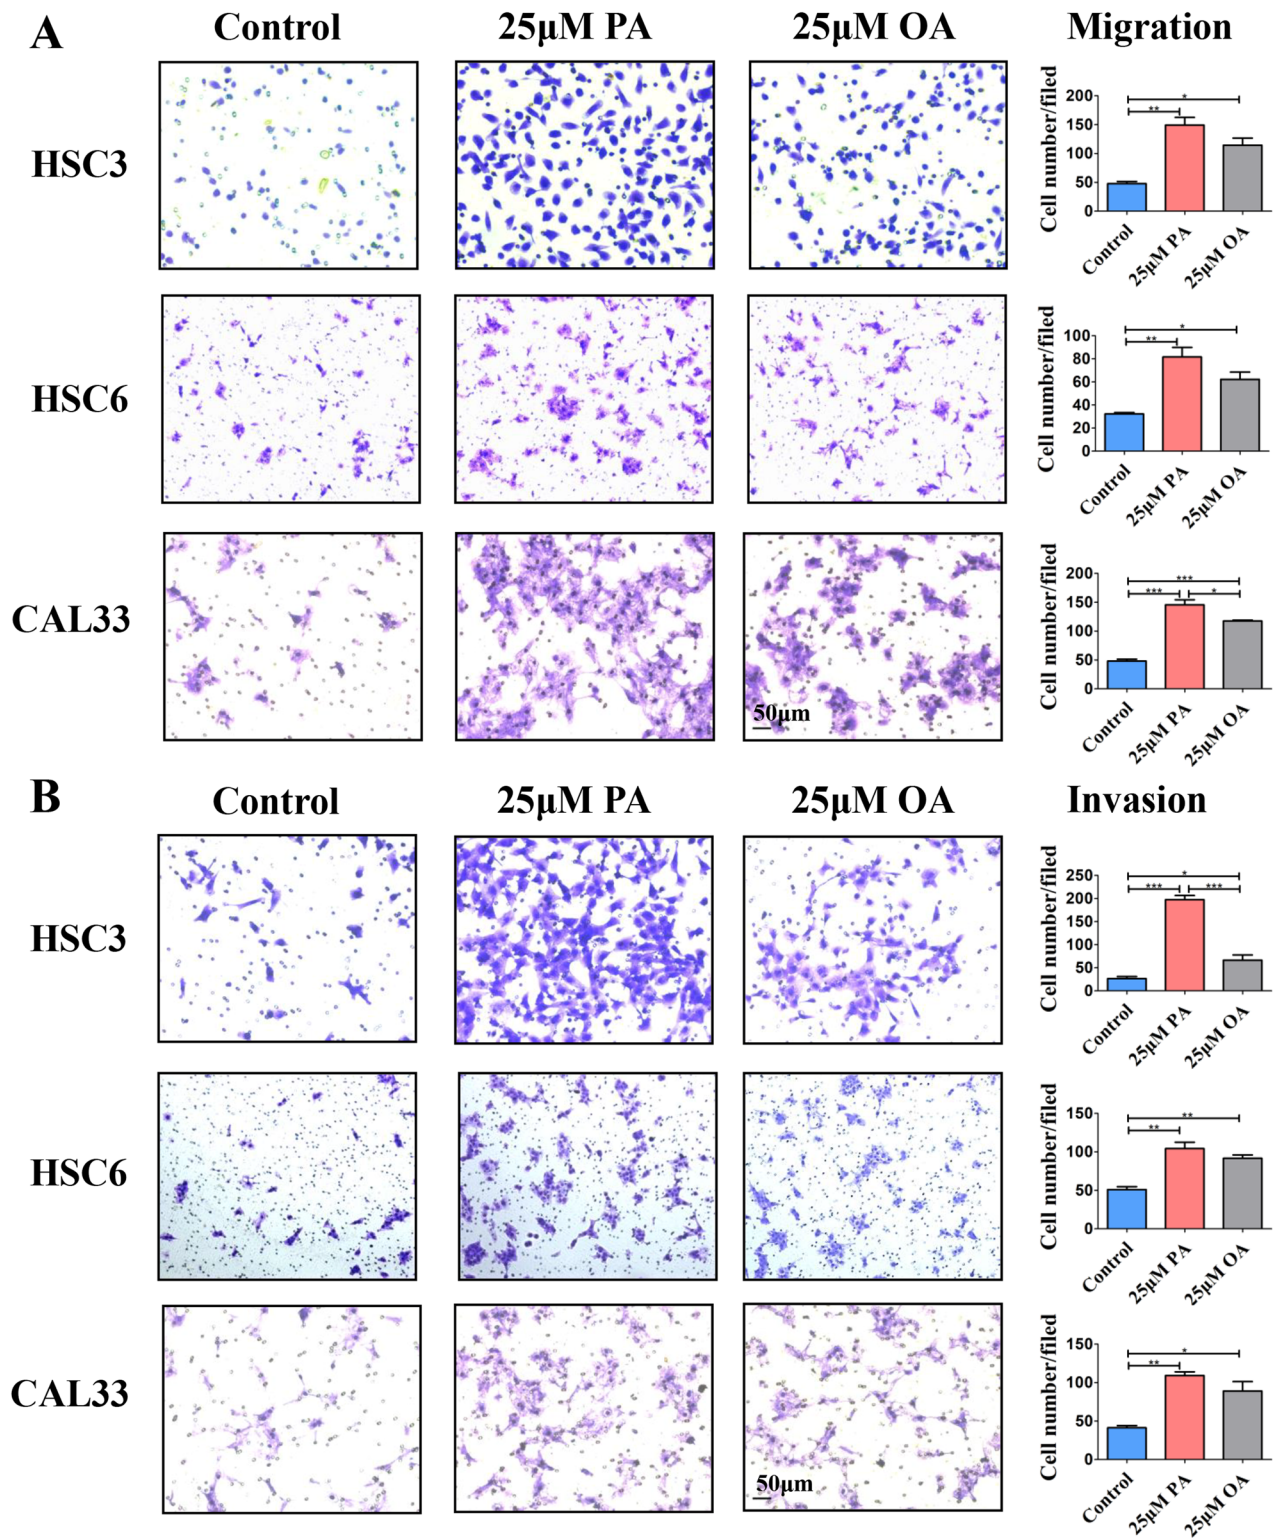 A Control 25μM PA 25μM OA Migration
HSC3
Cell number/filed
200
150
100
50
0
** *
Control 25μM PA 25μM OA
HSC6
Cell number/filed
100
80
60
40
20
0
** *
Control 25μM PA 25μM OA
CAL33
50μm
Cell number/filed
200
150
100
50
0
***
*** *
Control 25μM PA 25μM OA
B Control 25μM PA 25μM OA Invasion
HSC3
Cell number/filed
250
200
150
100
50
0
*
*** ***
Control 25μM PA 25μM OA
HSC6
Cell number/filed
150
100
50
0
**
**
Control 25μM PA 25μM OA
CAL33
50μm
Cell number/filed
150
100
50
0
*
**
Control 25μM PA 25μM OA